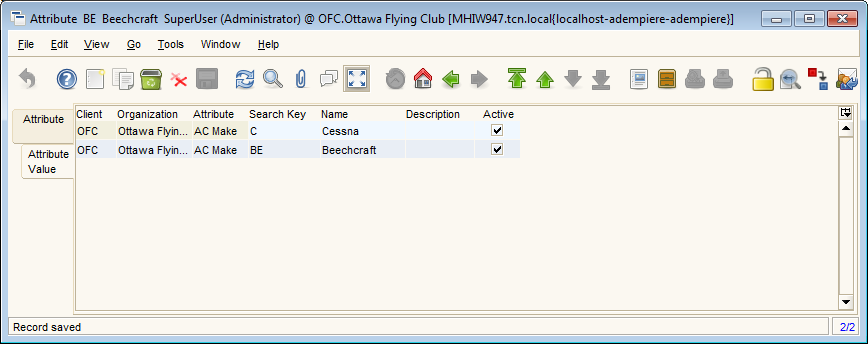 Attribute BE Beechcraft SuperUser (Administrator) @ OFC.Ottawa Flying Club [MHIW947.tcn.local{localhost-adempiere-adempiere}]
File Edit View Go Tools Window Help
Attribute
Attribute
Value
Client Organization Attribute Search Key Name Description Active
OFC Ottawa Flyin... AC Make C Cessna
OFC Ottawa Flyin... AC Make BE Beechcraft
Record saved 2/2